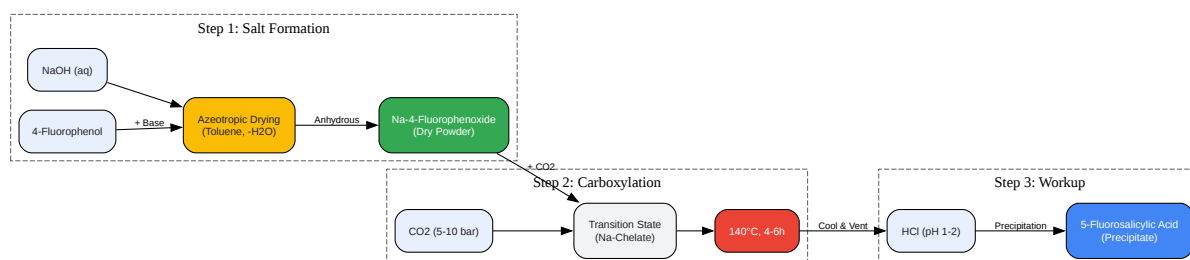 Step 1: Salt Formation
NaOH (aq)
4-Fluorophenol
+ Base
Azeotropic Drying
(Toluene, -H2O)
Anhydrous
Na-4-Fluorophenoxide
(Dry Powder)
+ CO2
Step 2: Carboxylation
CO2 (5-10 bar)
Transition State
(Na-Chelate)
140°C, 4-6h
Cool & Vent
Step 3: Workup
HCl (pH 1-2)
Precipitation
5-Fluorosalicylic Acid
(Precipitate)